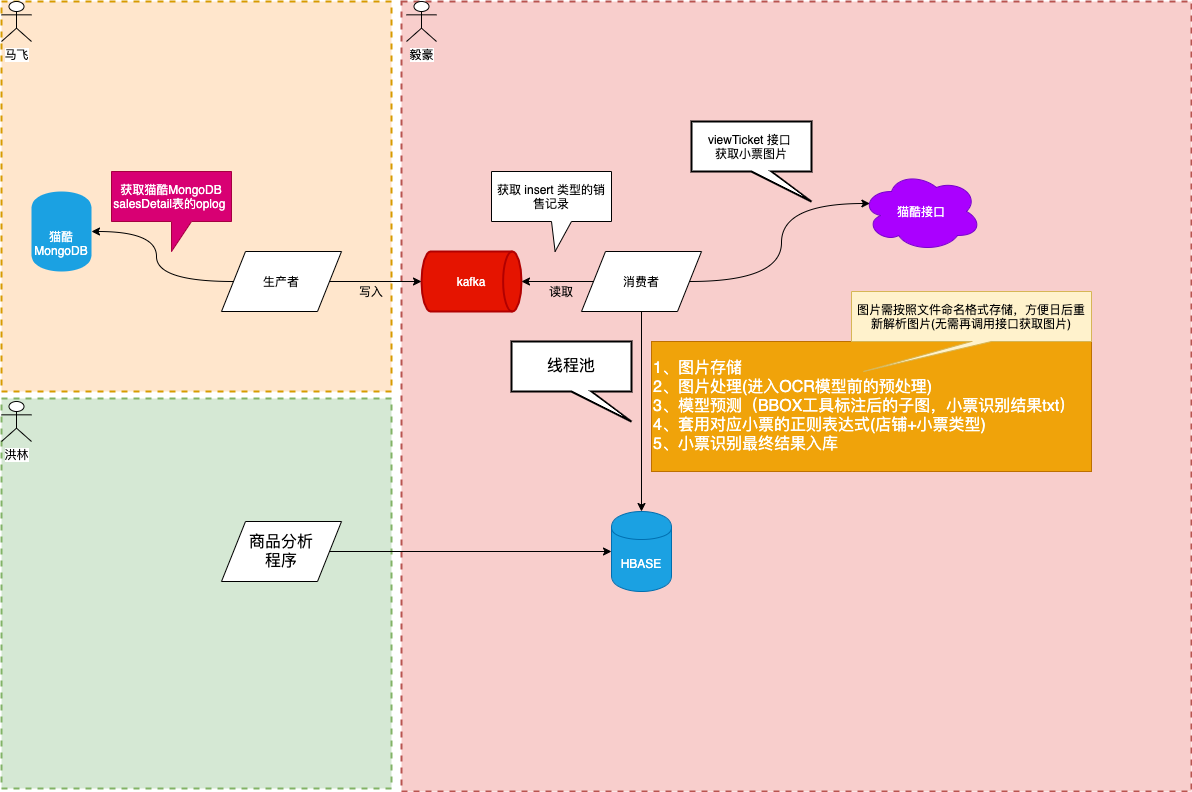 马飞
毅豪
viewTicket 接口
获取小票图片
获取猫酷MongoDB
salesDetail表的oplog
获取 insert 类型的销
售记录
猫酷
MongoDB
猫酷接口
生产者
写入
kafka
读取
消费者
图片需按照文件命名格式存储，方便日后重
新解析图片(无需再调用接口获取图片)
线程池
1、图片存储
2、图片处理(进入OCR模型前的预处理)
3、模型预测（BBOX工具标注后的子图，小票识别结果txt）
4、套用对应小票的正则表达式(店铺+小票类型)
5、小票识别最终结果入库
洪林
商品分析
程序
HBASE